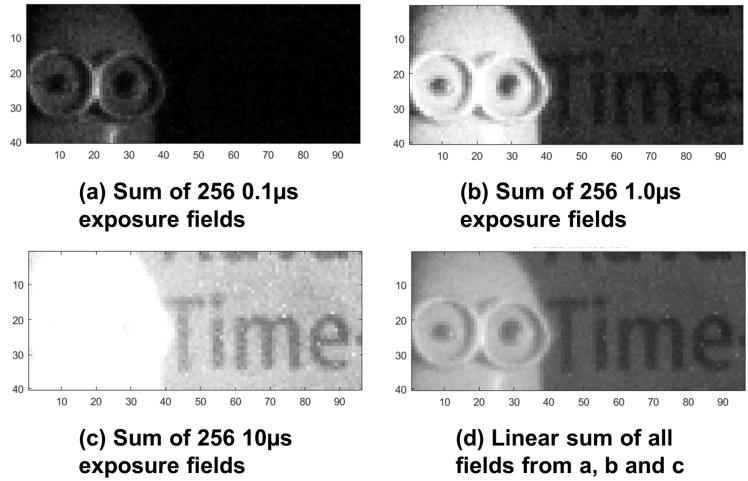 10
20
30
40
10 20 30 40 50 60 70 80 90
(a) Sum of 256 0.1µs
exposure fields
10
20
30
40
Time-
10 20 30 40 50 60 70 80 90
(b) Sum of 256 1.0µs
exposure fields
10
20
30
40
Time-
10 20 30 40 50 60 70 80 90
(c) Sum of 256 10µs
exposure fields
10
20
30
40
Time-
10 20 30 40 50 60 70 80 90
(d) Linear sum of all
fields from a, b and c